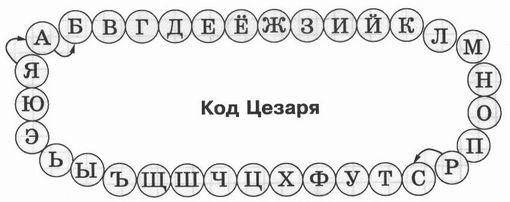 А Б В Г Д Е Ё Ж З И Й К Л М
Я Н
Ю Код Цезаря О
Э П
Ь Ы Ъ Щ Ш Ч Ц Х Ф У Т С Р